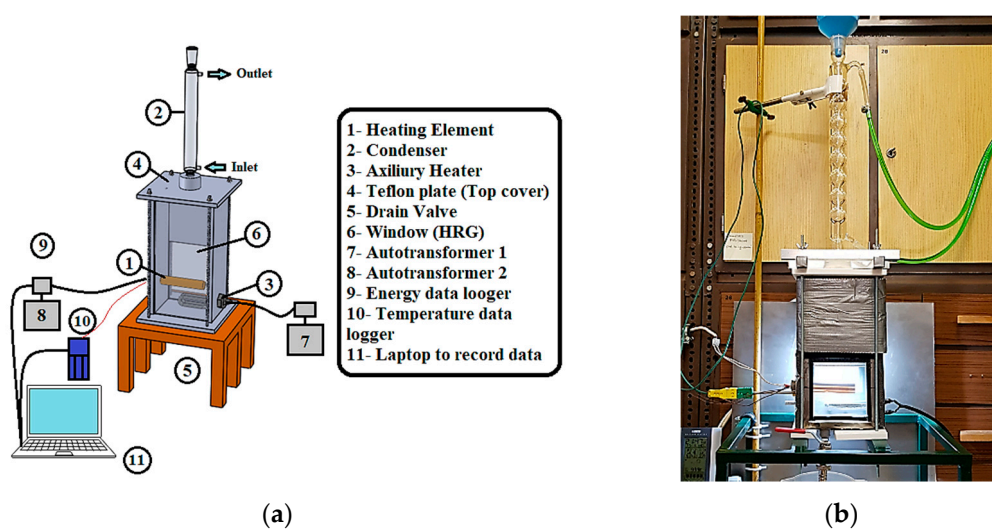 Outlet
2
Inlet
4
6
9
1
3
8
10
7
5
11
1- Heating Element
2- Condenser
3- Axiliury Heater
4- Teflon plate (Top cover)
5- Drain Valve
6- Window (HRG)
7- Autotransformer 1
8- Autotransformer 2
9- Energy data looger
10- Temperature data
logger
11- Laptop to record data
(a)
(b)